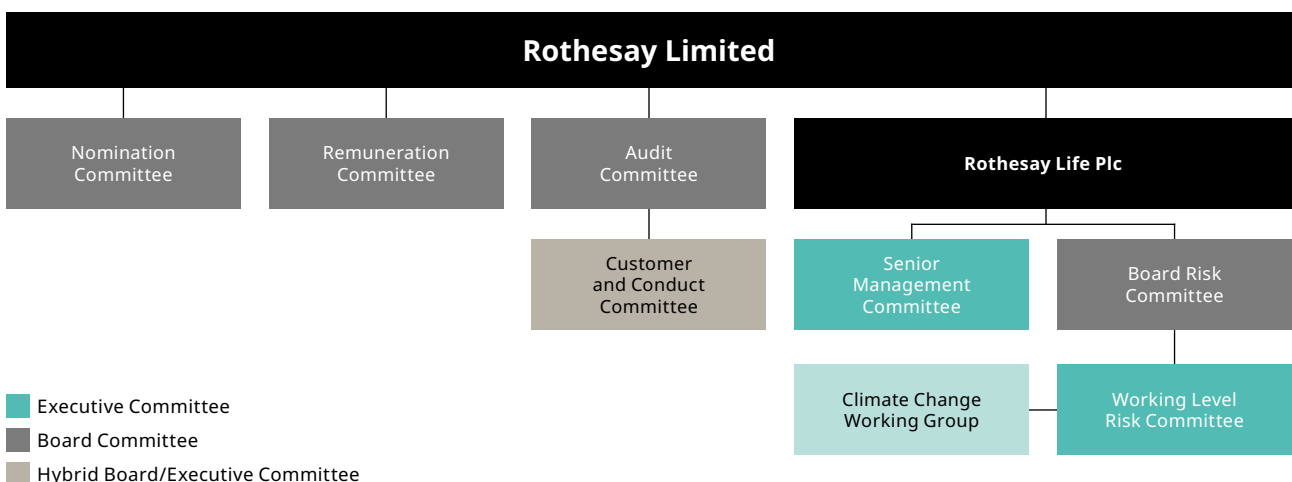 Rothesay Limited
Nomination
Committee
Remuneration
Committee
Audit
Committee
Rothesay Life Plc
Customer
and Conduct
Committee
Senior
Management
Committee
Board Risk
Committee
Climate Change
Working Group
Working Level
Risk Committee
Executive Committee
Board Committee
Hybrid Board/Executive Committee